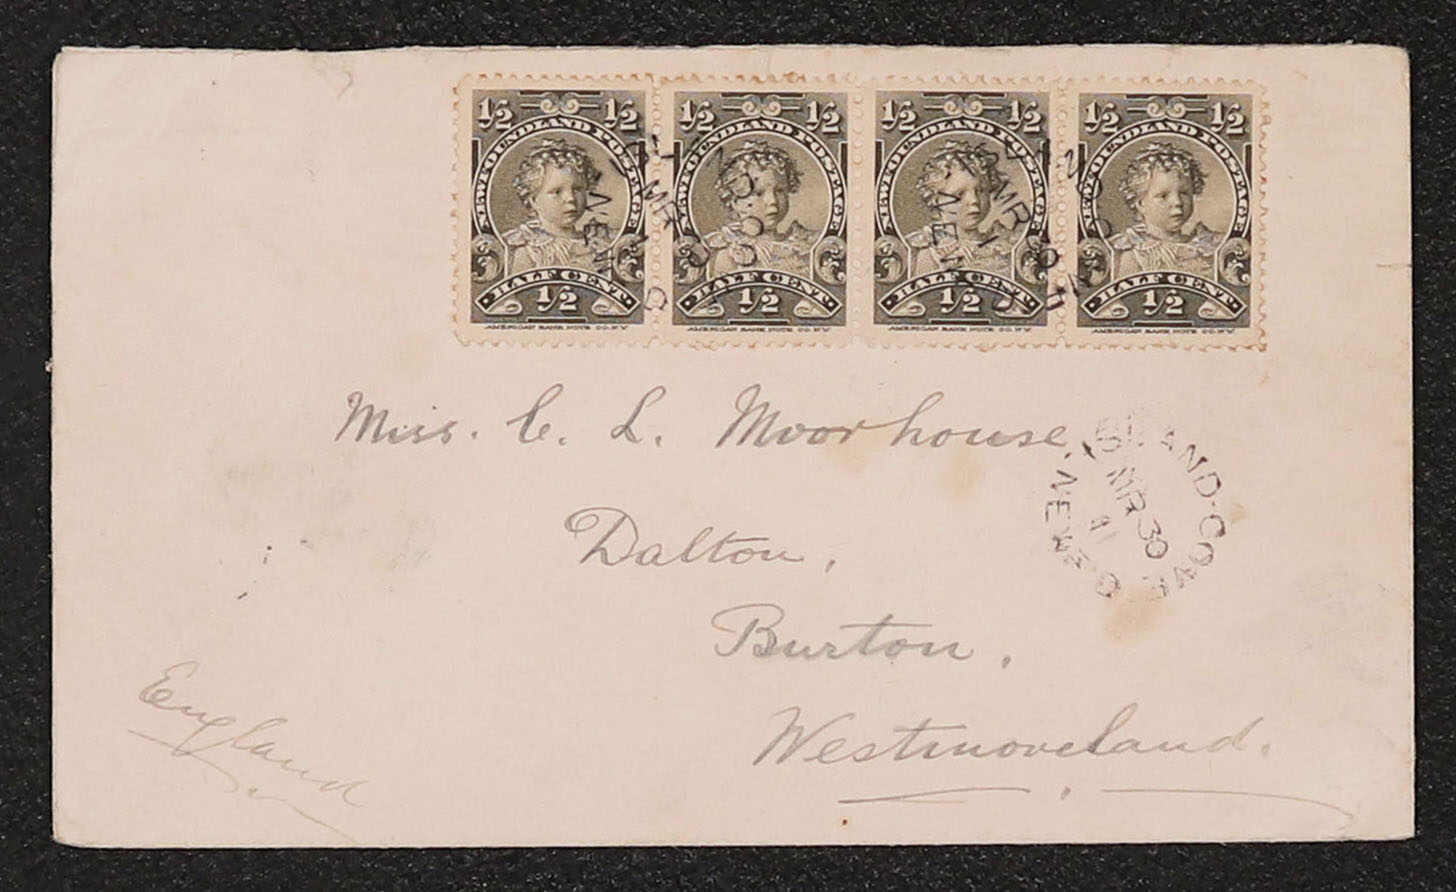 1/2 1/2
NEWFOUNDLAND POSTAGE
HALF CENT.
1/2
AMERICAN BANK NOTE CO. N.Y.
1/2 1/2
NEWFOUNDLAND POSTAGE
HALF CENT.
1/2
AMERICAN BANK NOTE CO. N.Y.
1/2 1/2
NEWFOUNDLAND POSTAGE
HALF CENT.
1/2
AMERICAN BANK NOTE CO. N.Y.
1/2 1/2
NEWFOUNDLAND POSTAGE
HALF CENT.
1/2
AMERICAN BANK NOTE CO. N.Y.
Miss. C. L. Moorhouse,
MR 30
NEWF'D
Dalton,
Burton.
Westmoreland.
England